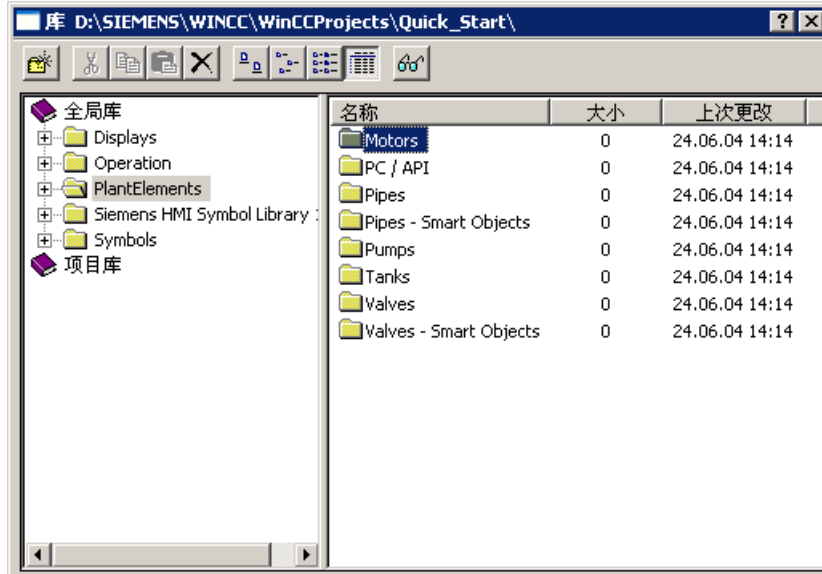 库 D:\SIEMENS\WINCC\WinCCProjects\Quick_Start\
全局库
Displays
Operation
PlantElements
Siemens HMI Symbol Library
Symbols
项目库
名称 大小 上次更改
Motors 0 24.06.04 14:14
PC / API 0 24.06.04 14:14
Pipes 0 24.06.04 14:14
Pipes - Smart Objects 0 24.06.04 14:14
Pumps 0 24.06.04 14:14
Tanks 0 24.06.04 14:14
Valves 0 24.06.04 14:14
Valves - Smart Objects 0 24.06.04 14:14